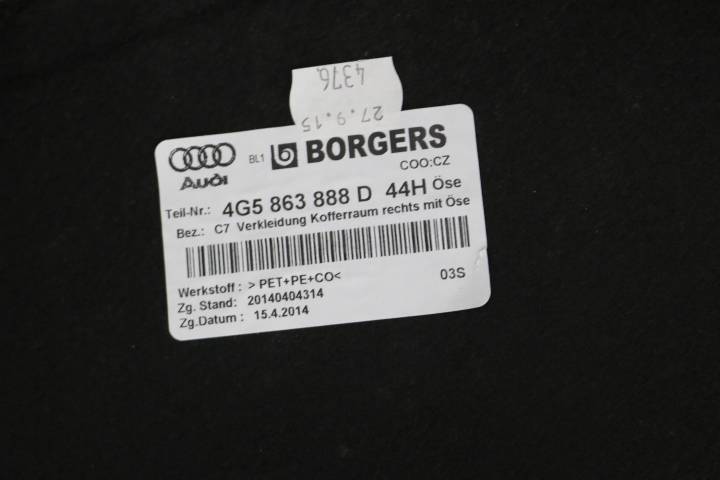 4376
27.9.15
Audi
BL1 BORGERS
COO:CZ
Teil-Nr.: 4G5 863 888 D 44H Öse
Bez.: C7 Verkleidung Kofferraum rechts mit Öse
Werkstoff : > PET+PE+CO< 03S
Zg. Stand: 20140404314
Zg.Datum : 15.4.2014